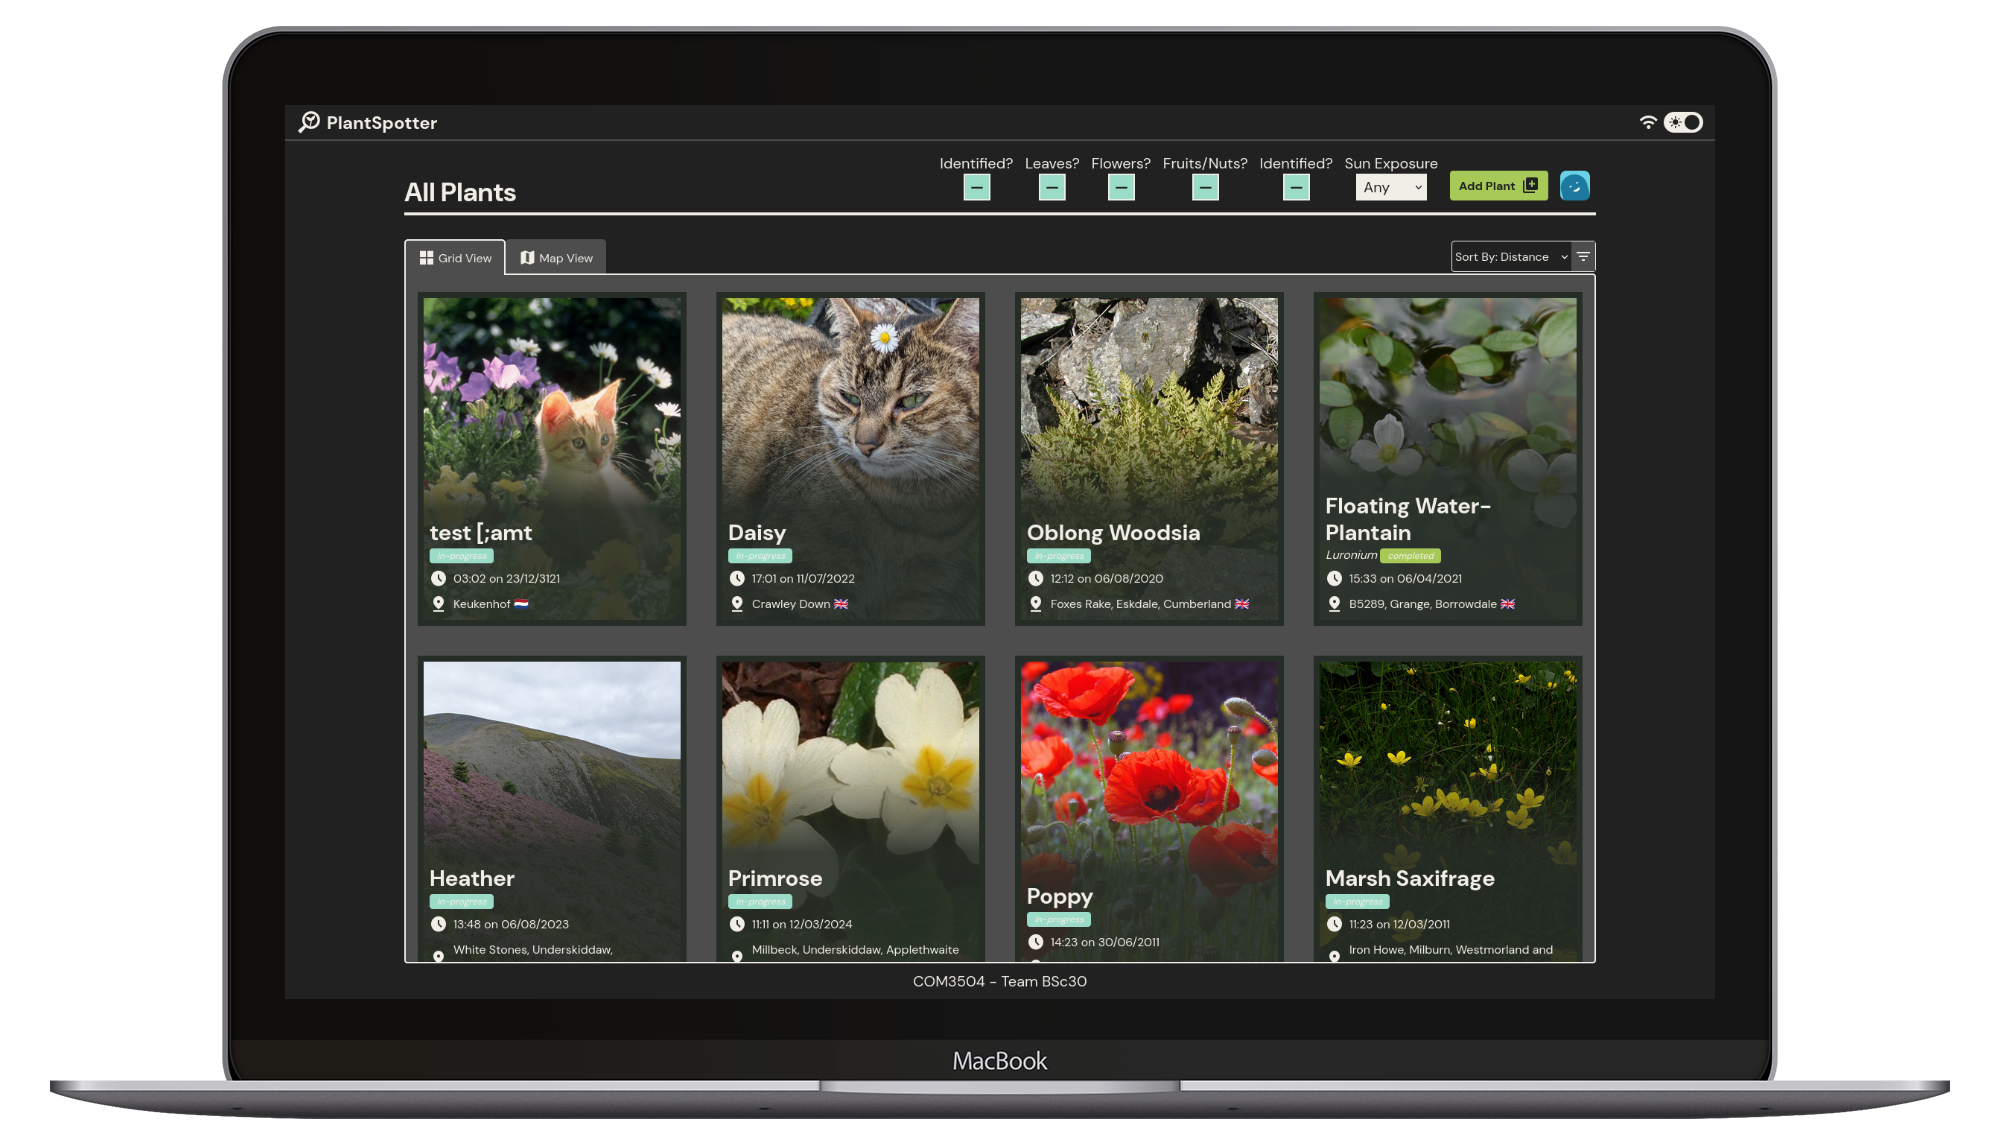 PlantSpotter
Identified? Leaves? Flowers? Fruits/Nuts? Identified? Sun Exposure
All Plants
Any
Add Plant
Grid View
Map View
Sort By: Distance
test [;amt
in-progress
03:02 on 23/12/3121
Keukenhof
Daisy
in-progress
17:01 on 11/07/2022
Crawley Down
Oblong Woodsia
in-progress
12:12 on 06/08/2020
Foxes Rake, Eskdale, Cumberland
Floating Water-
Plantain
Luronium completed
15:33 on 06/04/2021
B5289, Grange, Borrowdale
Heather
in-progress
13:48 on 06/08/2023
White Stones, Underskiddaw,
Primrose
in-progress
11:11 on 12/03/2024
Millbeck, Underskiddaw, Applethwaite
Poppy
in-progress
14:23 on 30/06/2011
Marsh Saxifrage
in-progress
11:23 on 12/03/2011
Iron Howe, Milburn, Westmorland and
COM3504 - Team BSc30
MacBook